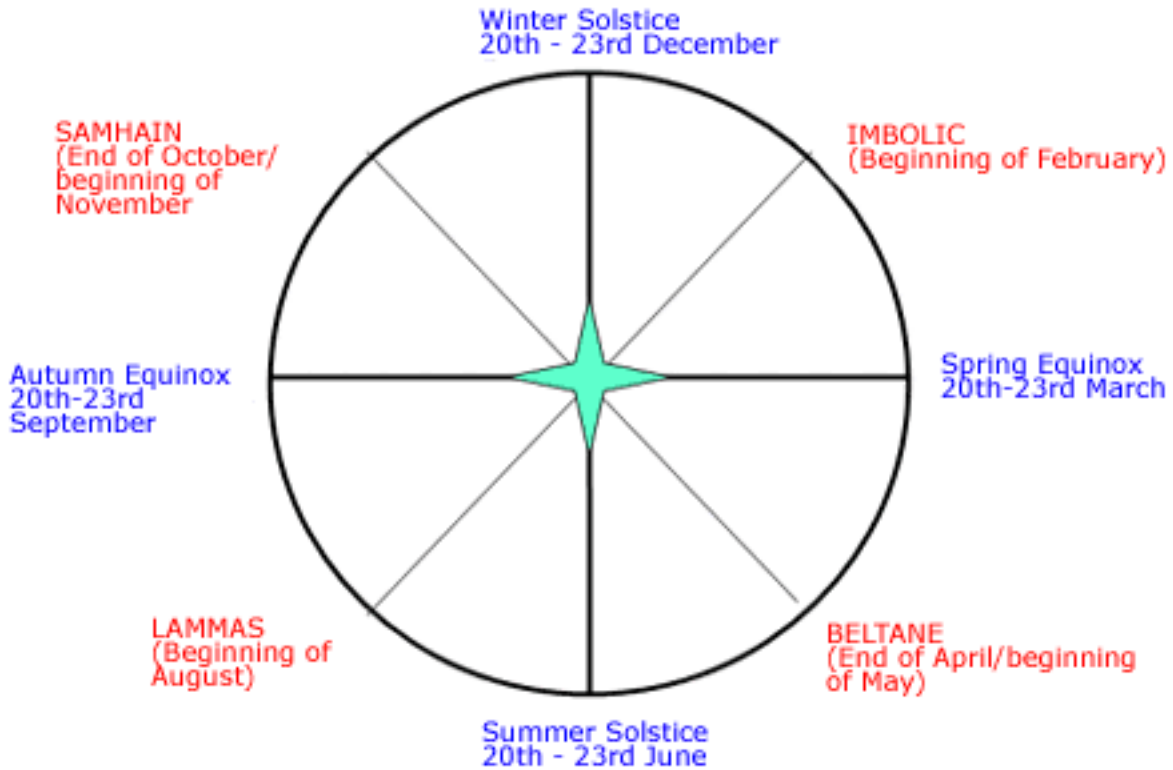 Winter Solstice
20th - 23rd December
SAMHAIN
(End of October/
beginning of
November
IMBOLIC
(Beginning of February)
Autumn Equinox
20th-23rd
September
Spring Equinox
20th-23rd March
LAMMAS
(Beginning of
August)
BELTANE
(End of April/beginning
of May)
Summer Solstice
20th - 23rd June